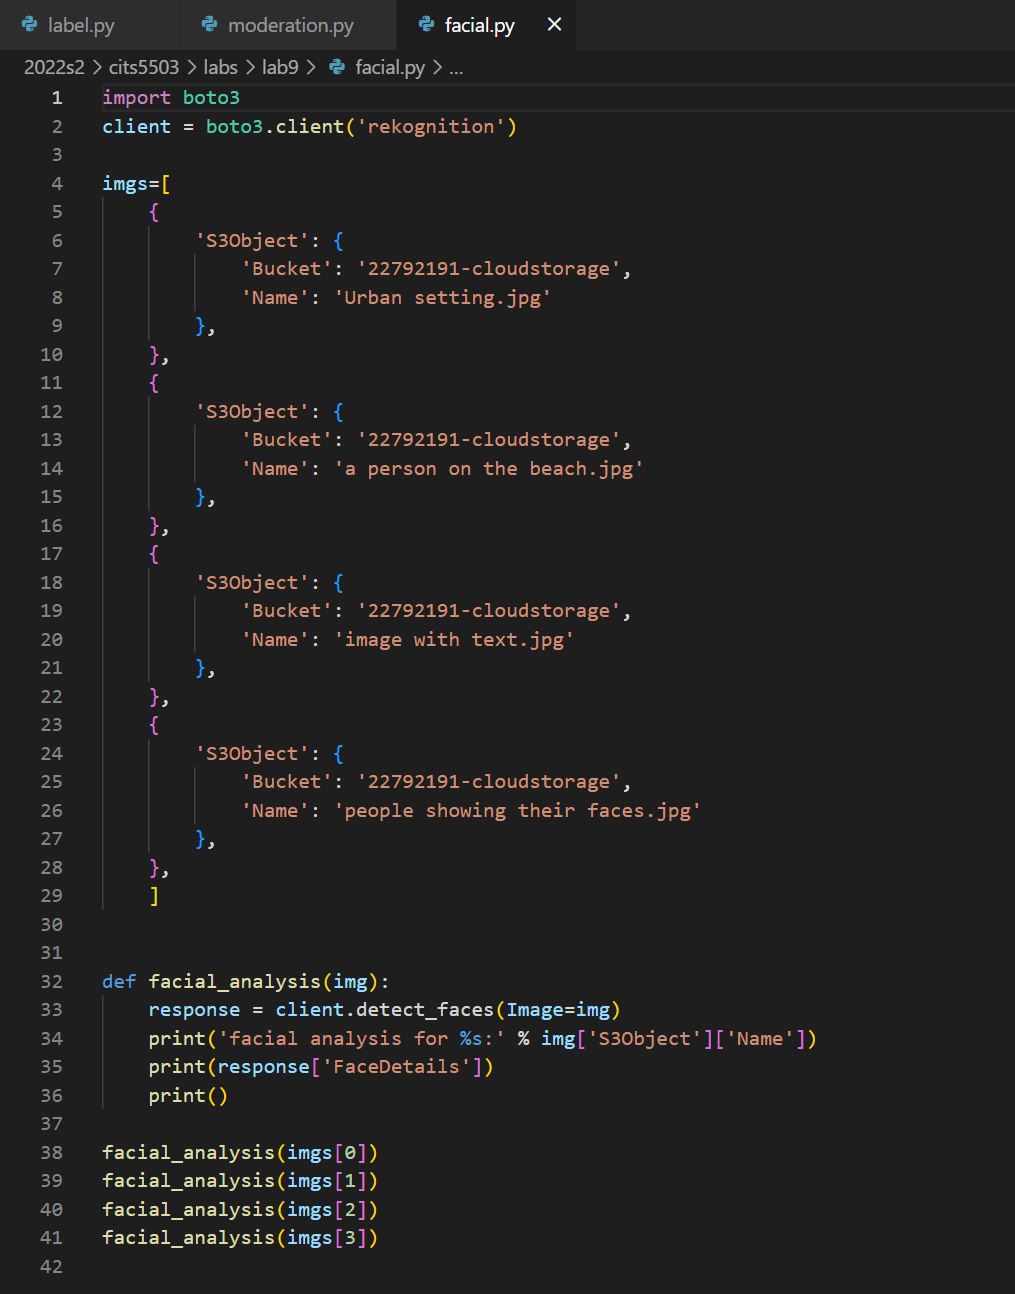 label.py moderation.py facial.py ×
2022s2 > cits5503 > labs > lab9 > facial.py > ...
1 import boto3
2 client = boto3.client('rekognition')
3
4 imgs=[
5     {
6         'S3Object': {
7             'Bucket': '22792191-cloudstorage',
8             'Name': 'Urban setting.jpg'
9         },
10     },
11     {
12         'S3Object': {
13             'Bucket': '22792191-cloudstorage',
14             'Name': 'a person on the beach.jpg'
15         },
16     },
17     {
18         'S3Object': {
19             'Bucket': '22792191-cloudstorage',
20             'Name': 'image with text.jpg'
21         },
22     },
23     {
24         'S3Object': {
25             'Bucket': '22792191-cloudstorage',
26             'Name': 'people showing their faces.jpg'
27         },
28     },
29     ]
30
31
32 def facial_analysis(img):
33     response = client.detect_faces(Image=img)
34     print('facial analysis for %s:' % img['S3Object']['Name'])
35     print(response['FaceDetails'])
36     print()
37
38 facial_analysis(imgs[0])
39 facial_analysis(imgs[1])
40 facial_analysis(imgs[2])
41 facial_analysis(imgs[3])
42